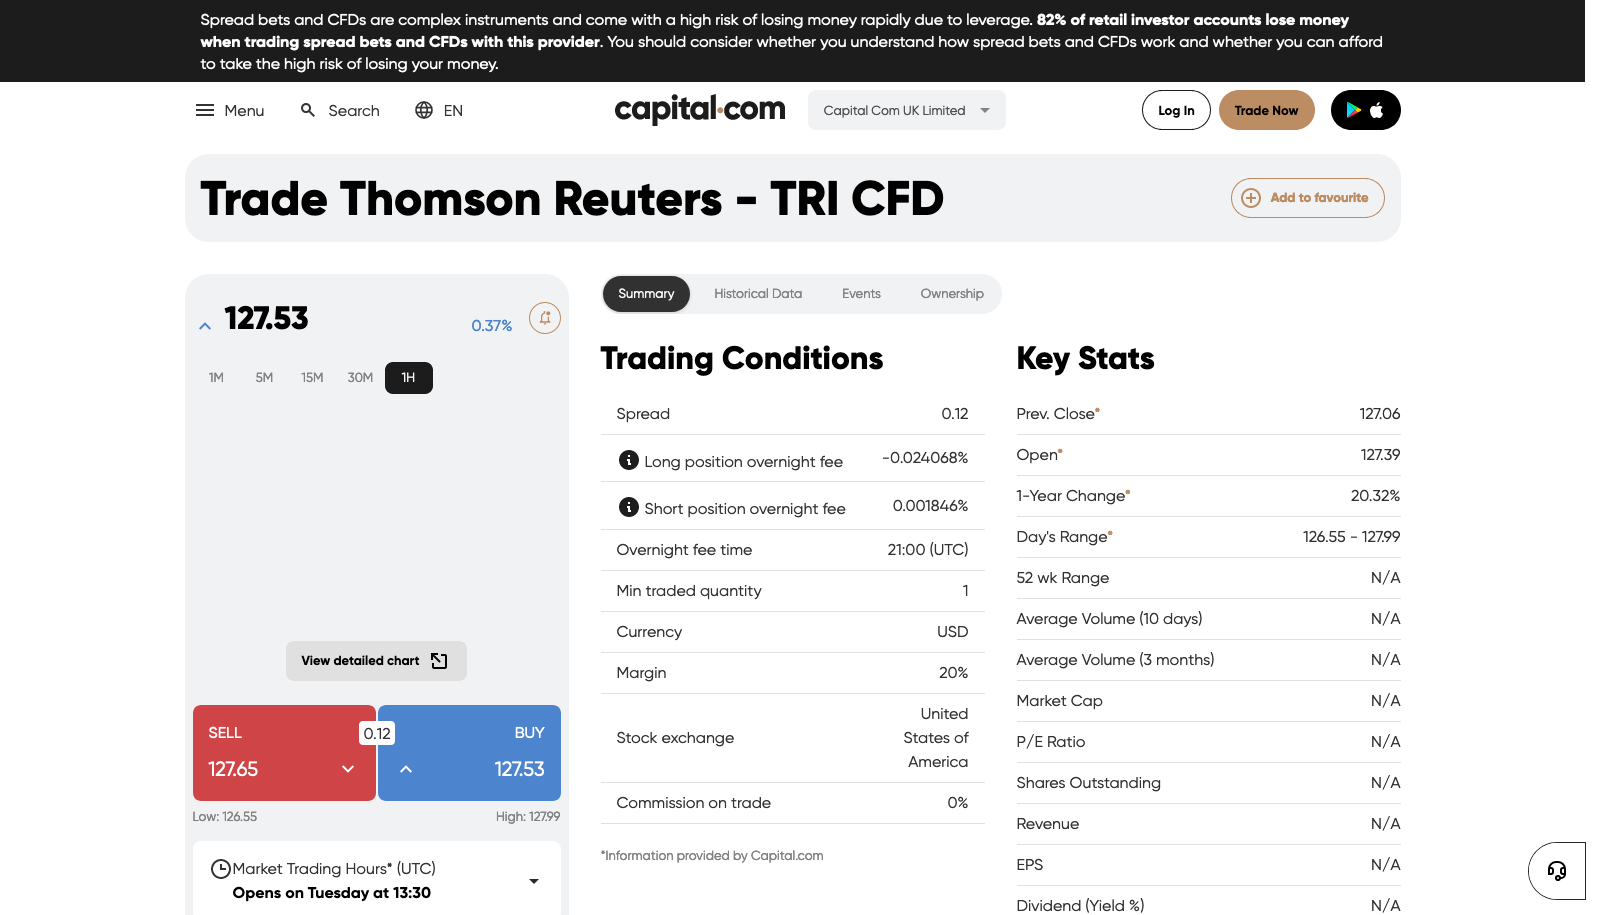 Spread bets and CFDs are complex instruments and come with a high risk of losing money rapidly due to leverage. 82% of retail investor accounts lose money
when trading spread bets and CFDs with this provider. You should consider whether you understand how spread bets and CFDs work and whether you can afford
to take the high risk of losing your money.
Menu
Search
EN
capital.com
Capital Com UK Limited
Log In
Trade Now
Trade Thomson Reuters - TRI CFD
Add to favourite
127.53
0.37%
1M
5M
15M
30M
1H
View detailed chart
SELL
0.12
BUY
127.65
127.53
Low: 126.55
High: 127.99
Market Trading Hours* (UTC)
Opens on Tuesday at 13:30
Summary
Historical Data
Events
Ownership
Trading Conditions
Spread 0.12
Long position overnight fee -0.024068%
Short position overnight fee 0.001846%
Overnight fee time 21:00 (UTC)
Min traded quantity 1
Currency USD
Margin 20%
Stock exchange
United
States of
America
Commission on trade 0%
*Information provided by Capital.com
Key Stats
Prev. Close* 127.06
Open* 127.39
1-Year Change* 20.32%
Day's Range* 126.55 - 127.99
52 wk Range N/A
Average Volume (10 days) N/A
Average Volume (3 months) N/A
Market Cap N/A
P/E Ratio N/A
Shares Outstanding N/A
Revenue N/A
EPS N/A
Dividend (Yield %) N/A